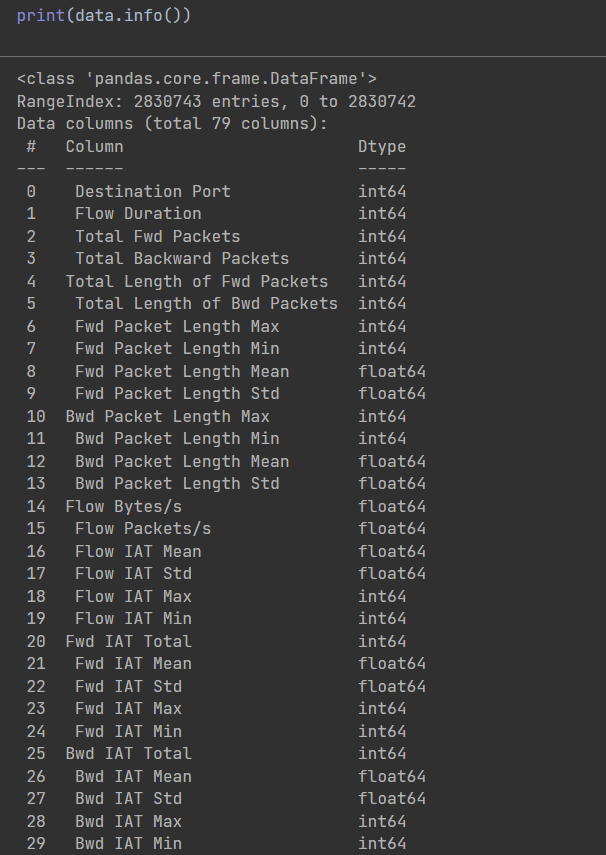 print(data.info())
<class 'pandas.core.frame.DataFrame'>
RangeIndex: 2830743 entries, 0 to 2830742
Data columns (total 79 columns):
 #   Column                        Dtype
---  ------                        -----
 0    Destination Port             int64
 1    Flow Duration                int64
 2    Total Fwd Packets            int64
 3    Total Backward Packets       int64
 4   Total Length of Fwd Packets   int64
 5    Total Length of Bwd Packets  int64
 6    Fwd Packet Length Max        int64
 7    Fwd Packet Length Min        int64
 8    Fwd Packet Length Mean       float64
 9    Fwd Packet Length Std        float64
 10  Bwd Packet Length Max         int64
 11   Bwd Packet Length Min        int64
 12   Bwd Packet Length Mean       float64
 13   Bwd Packet Length Std        float64
 14  Flow Bytes/s                  float64
 15   Flow Packets/s               float64
 16   Flow IAT Mean                float64
 17   Flow IAT Std                 float64
 18   Flow IAT Max                 int64
 19   Flow IAT Min                 int64
 20  Fwd IAT Total                 int64
 21   Fwd IAT Mean                 float64
 22   Fwd IAT Std                  float64
 23   Fwd IAT Max                  int64
 24   Fwd IAT Min                  int64
 25  Bwd IAT Total                 int64
 26   Bwd IAT Mean                 float64
 27   Bwd IAT Std                  float64
 28   Bwd IAT Max                  int64
 29   Bwd IAT Min                  int64